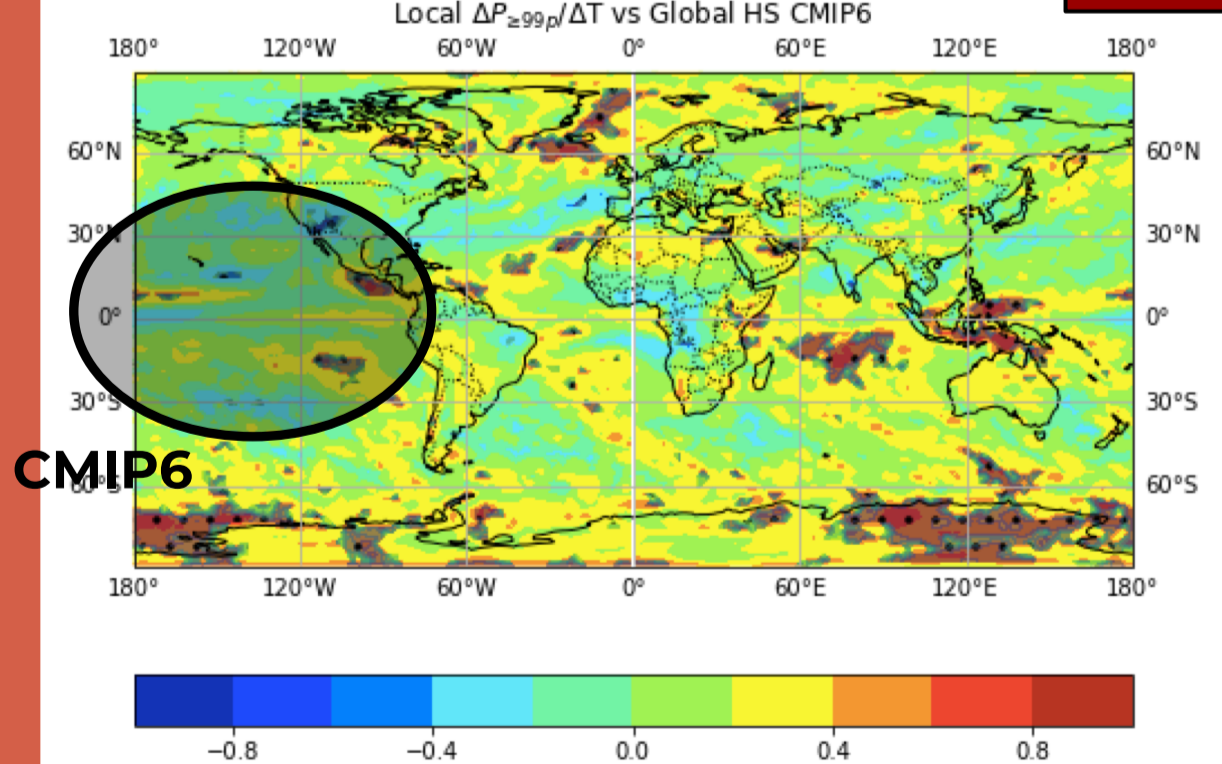 Local ΔP≥99p/ΔT vs Global HS CMIP6
180° 120°W 60°W 0° 60°E 120°E 180°
60°N 60°N
30°N 30°N
0° 0°
30°S 30°S
CMIP6
60°S 60°S
180° 120°W 60°W 0° 60°E 120°E 180°
−0.8 −0.4 0.0 0.4 0.8